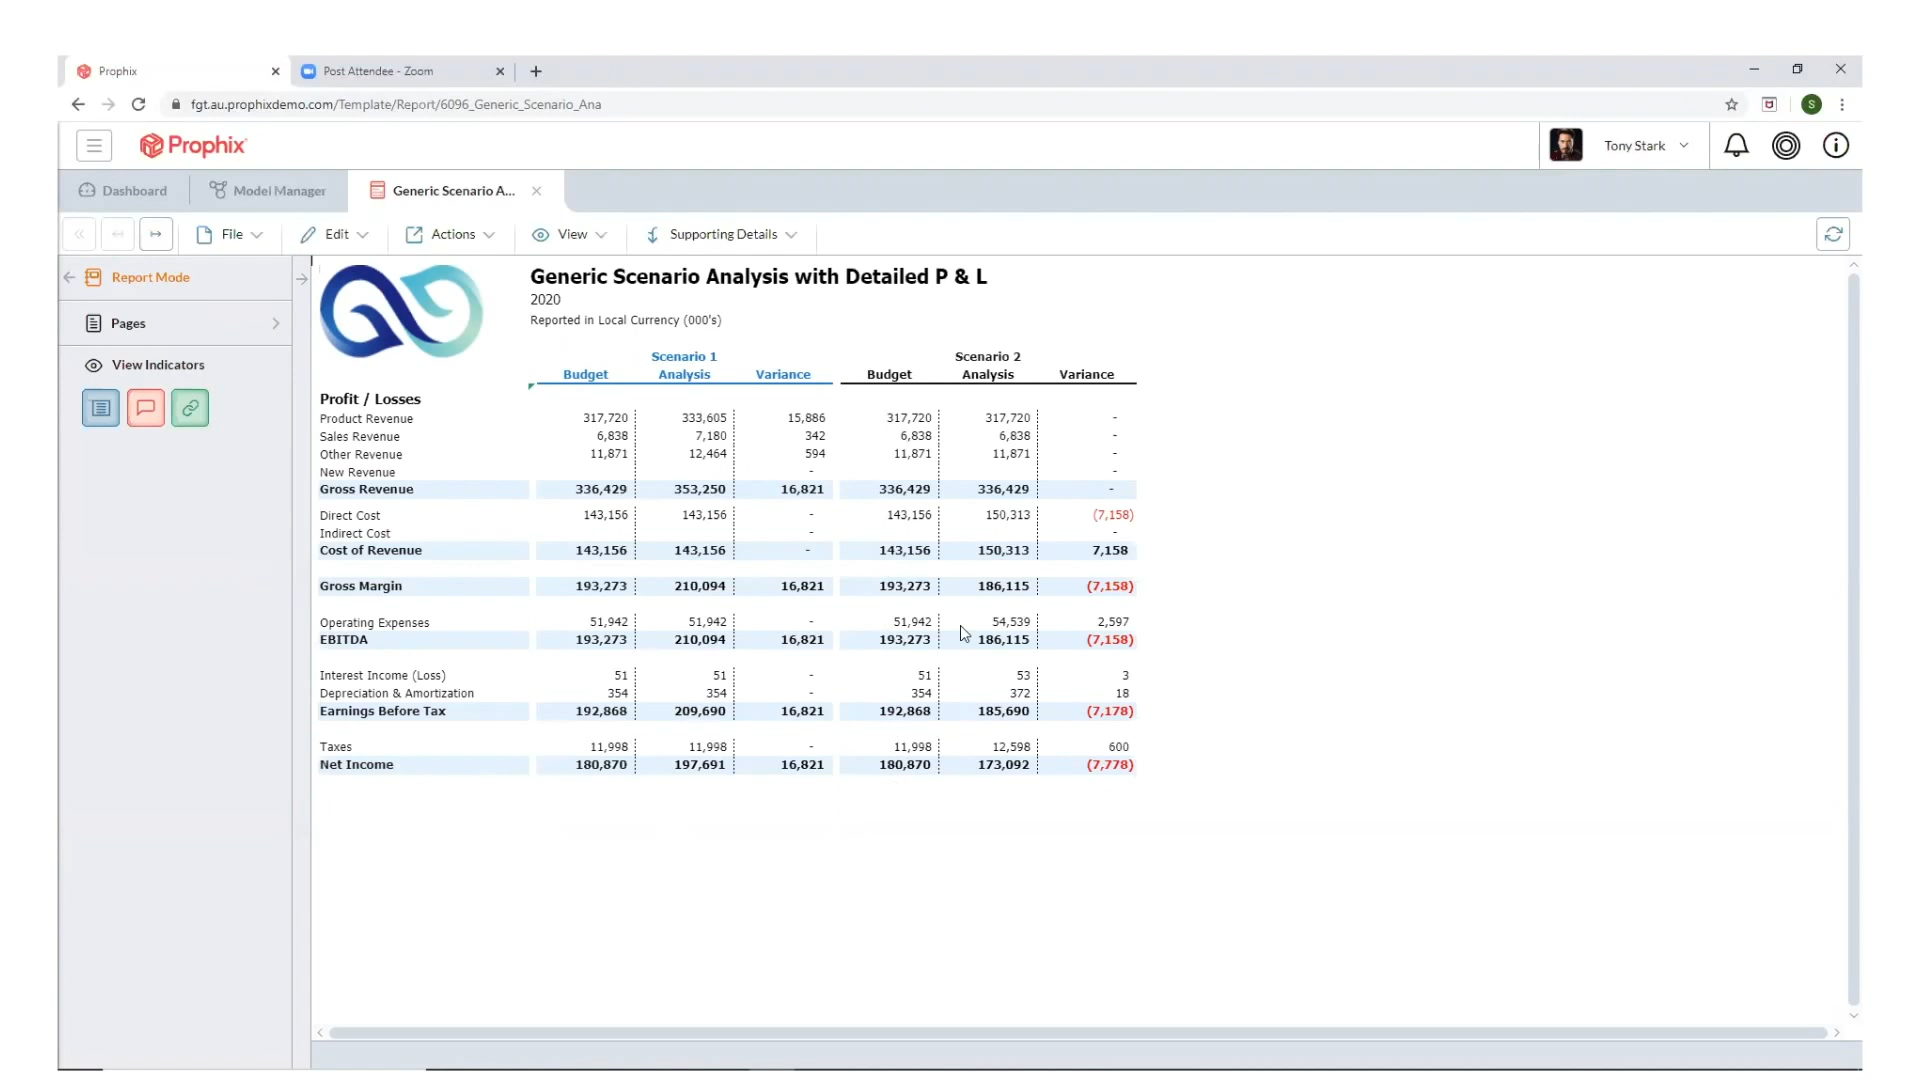 Prophix
Post Attendee - Zoom
fgt.au.prophixdemo.com/Template/Report/6096_Generic_Scenario_Ana
S
Prophix
Tony Stark
Dashboard
Model Manager
Generic Scenario A...
File
Edit
Actions
View
Supporting Details
Report Mode
Pages
View Indicators
Generic Scenario Analysis with Detailed P & L
2020
Reported in Local Currency (000's)
Scenario 1 Scenario 2
Budget Analysis Variance Budget Analysis Variance
Profit / Losses
Product Revenue 317,720 333,605 15,886 317,720 317,720 -
Sales Revenue 6,838 7,180 342 6,838 6,838 -
Other Revenue 11,871 12,464 594 11,871 11,871 -
New Revenue - -
Gross Revenue 336,429 353,250 16,821 336,429 336,429 -
Direct Cost 143,156 143,156 - 143,156 150,313 (7,158)
Indirect Cost - -
Cost of Revenue 143,156 143,156 - 143,156 150,313 7,158
Gross Margin 193,273 210,094 16,821 193,273 186,115 (7,158)
Operating Expenses 51,942 51,942 - 51,942 54,539 2,597
EBITDA 193,273 210,094 16,821 193,273 186,115 (7,158)
Interest Income (Loss) 51 51 - 51 53 3
Depreciation & Amortization 354 354 - 354 372 18
Earnings Before Tax 192,868 209,690 16,821 192,868 185,690 (7,178)
Taxes 11,998 11,998 - 11,998 12,598 600
Net Income 180,870 197,691 16,821 180,870 173,092 (7,778)